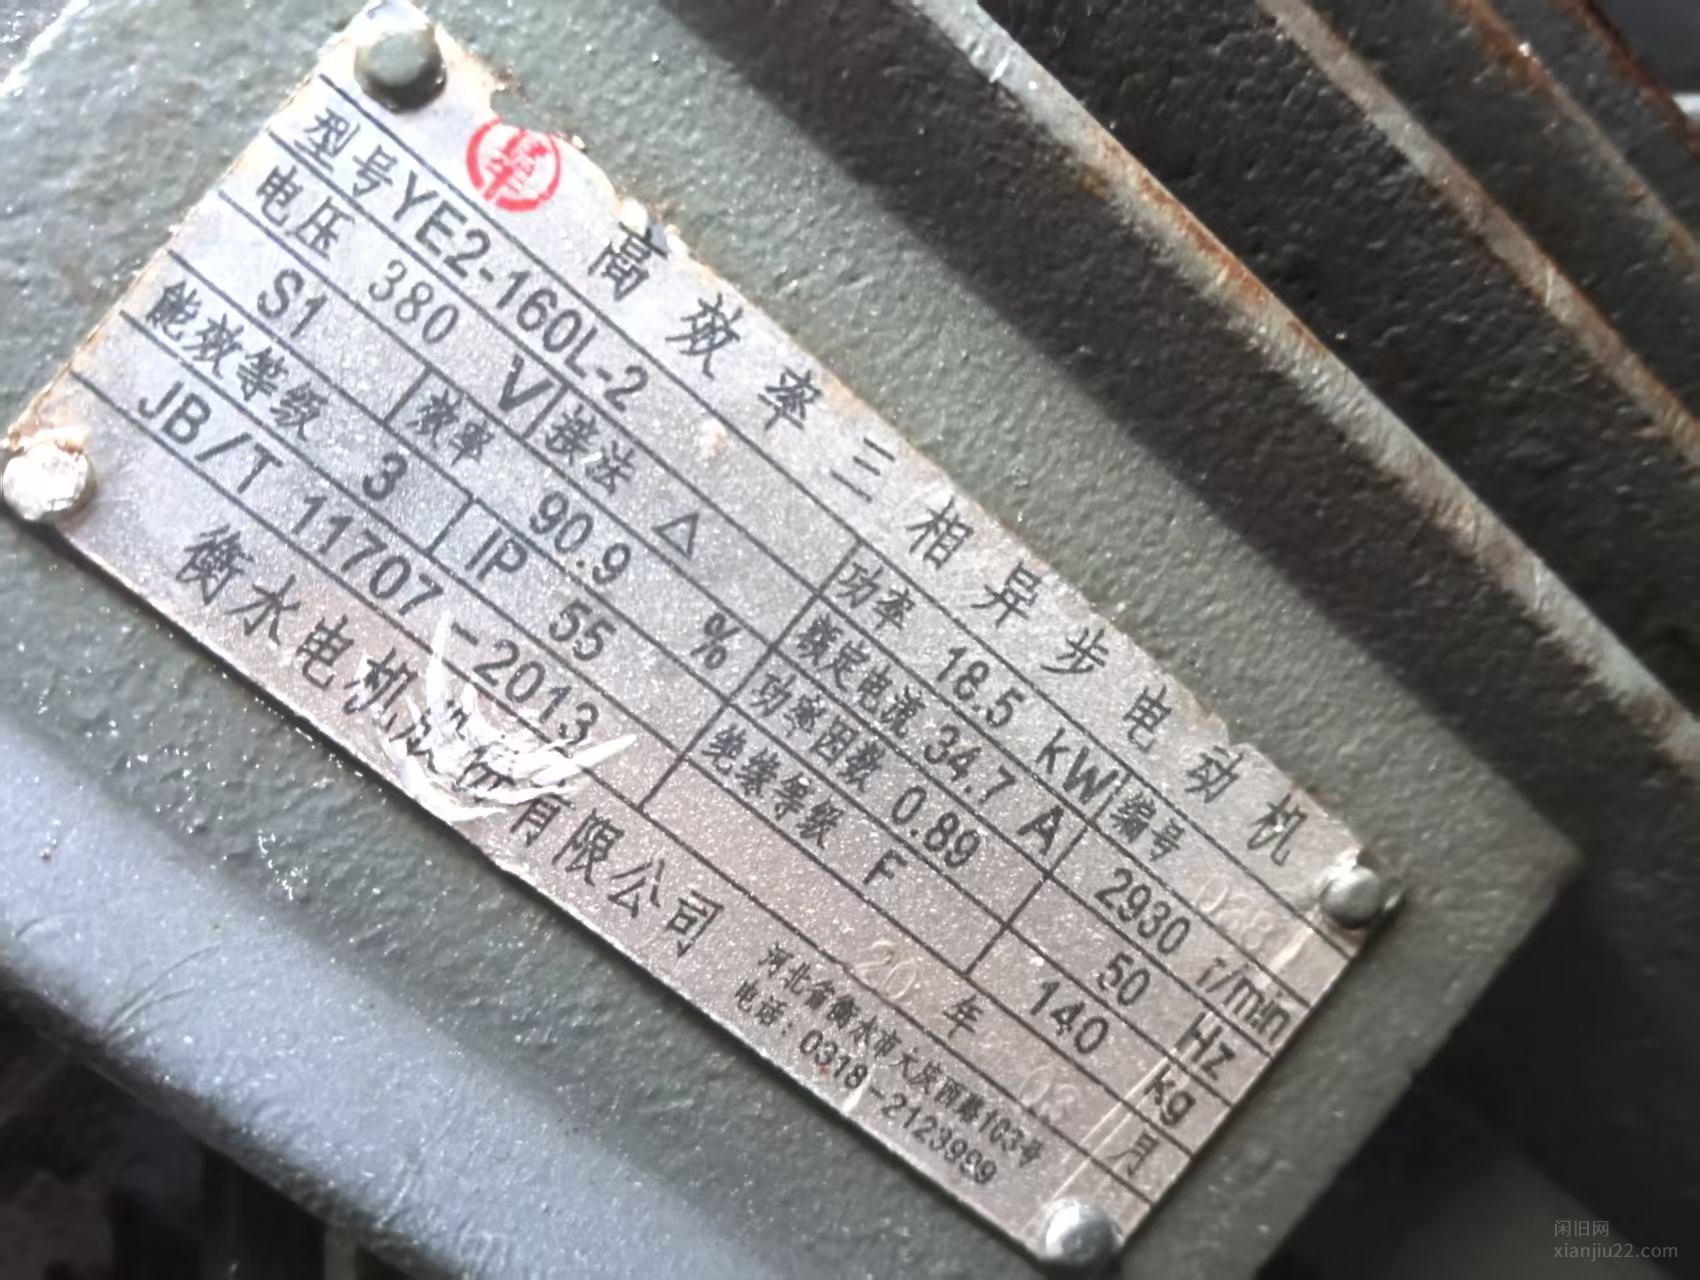 高效率三相异步电动机
型号 YE2-160L-2 功率 18.5 kW 编号
电压 380 V 接法 △ 额定电流 34.7 A 2930 r/min
S1 效率 90.9 % 功率因数 0.89 50 Hz
能效等级 3 IP 55 绝缘等级 F 140 kg
JB/T 11707-2013 20 年 03 月
衡水电机股份有限公司
河北省衡水市大庆西路103号
电话：0318-2123999
闲旧网
xianjiu22.com